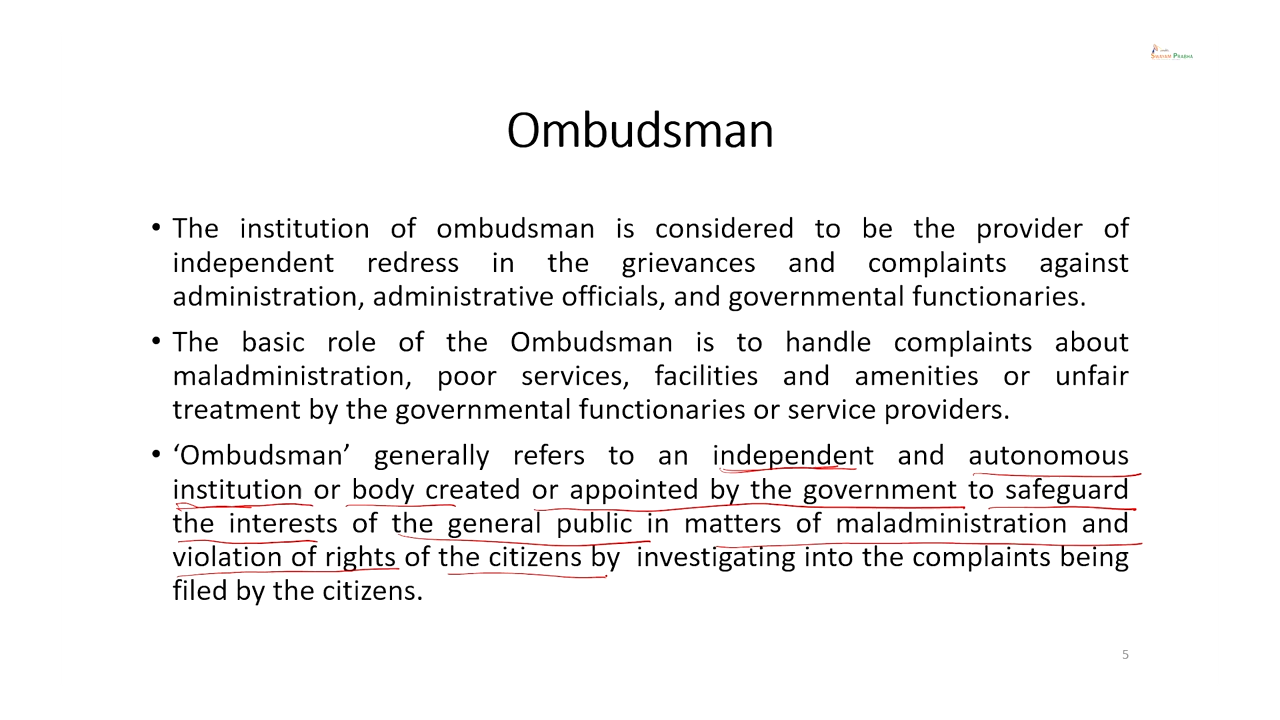 SWAYAM PRABHA
Ombudsman
• The institution of ombudsman is considered to be the provider of
independent redress in the grievances and complaints against
administration, administrative officials, and governmental functionaries.
• The basic role of the Ombudsman is to handle complaints about
maladministration, poor services, facilities and amenities or unfair
treatment by the governmental functionaries or service providers.
• ‘Ombudsman’ generally refers to an independent and autonomous
institution or body created or appointed by the government to safeguard
the interests of the general public in matters of maladministration and
violation of rights of the citizens by investigating into the complaints being
filed by the citizens.
5